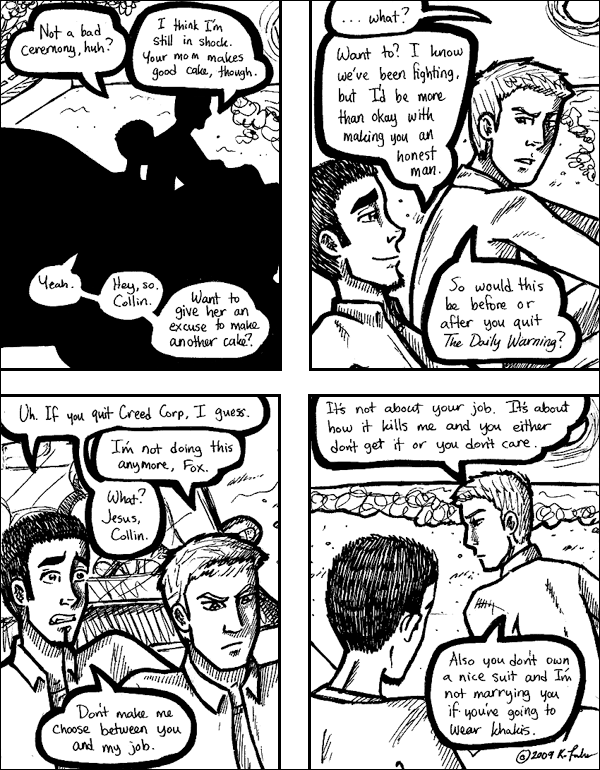 Not a bad
ceremony, huh?
I think I'm
still in shock.
Your mom makes
good cake, though.
Yeah.
Hey, so.
Collin.
Want to
give her an
excuse to make
another cake?
... what?
Want to? I know
we've been fighting,
but I'd be more
than okay with
making you an
honest
man.
So would this
be before or
after you quit
The Daily Warning?
Uh. If you quit Creed Corp, I guess.
I'm not doing this
anymore, Fox.
What?
Jesus,
Collin.
Don't make me
choose between you
and my job.
It's not about your job. It's about
how it kills me and you either
don't get it or you don't care.
Also you don't own
a nice suit and I'm
not marrying you
if you're going to
wear khakis.
©2009